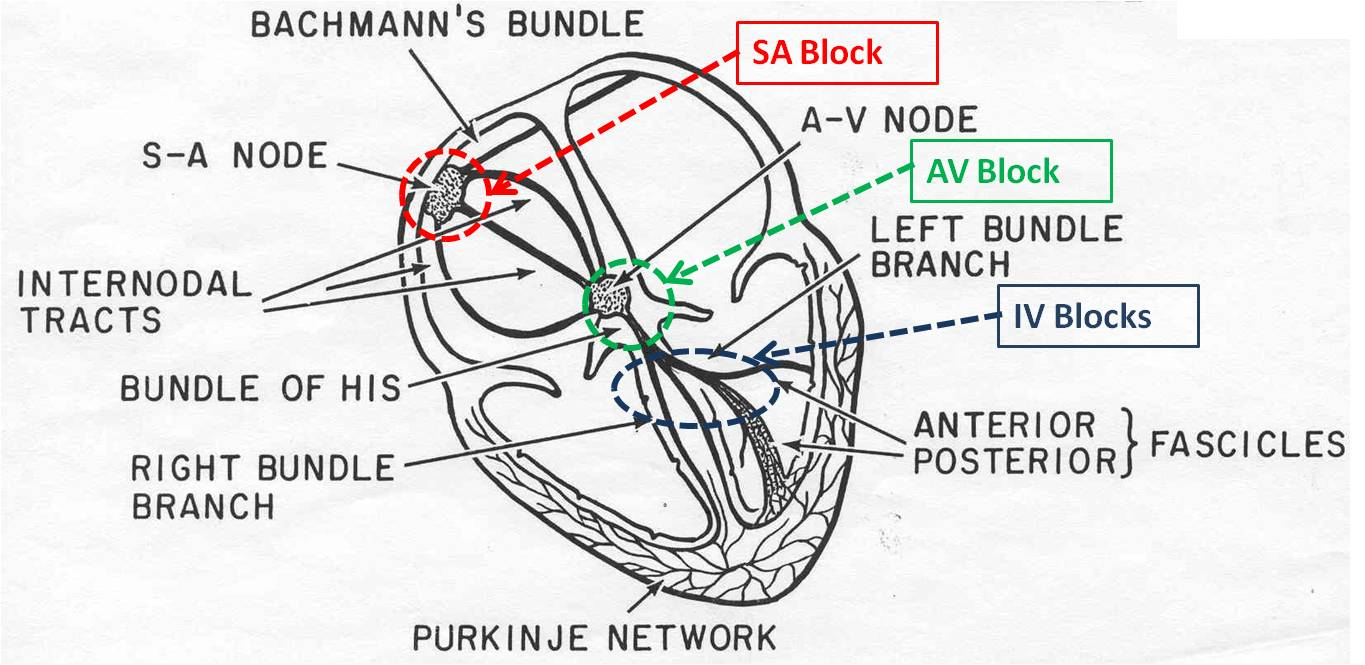 BACHMANN'S BUNDLE
SA Block
S-A NODE
A-V NODE
AV Block
LEFT BUNDLE
BRANCH
INTERNODAL
TRACTS
IV Blocks
BUNDLE OF HIS
ANTERIOR
POSTERIOR
FASCICLES
RIGHT BUNDLE
BRANCH
PURKINJE NETWORK